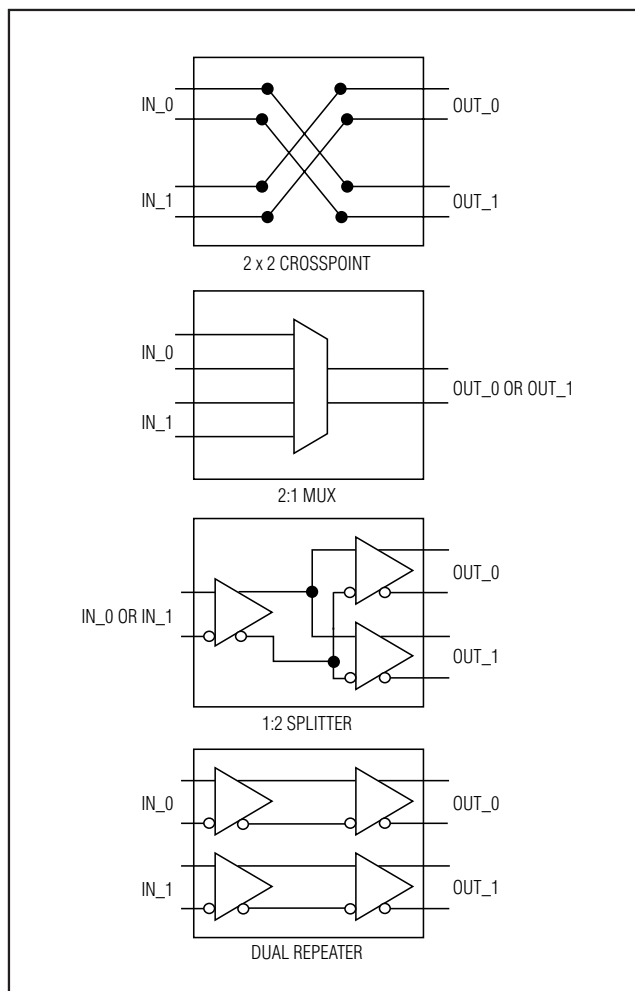 IN_0
OUT_0
IN_1
OUT_1
2 x 2 CROSSPOINT
IN_0
OUT_0 OR OUT_1
IN_1
2:1 MUX
OUT_0
IN_0 OR IN_1
OUT_1
1:2 SPLITTER
IN_0
OUT_0
IN_1
OUT_1
DUAL REPEATER